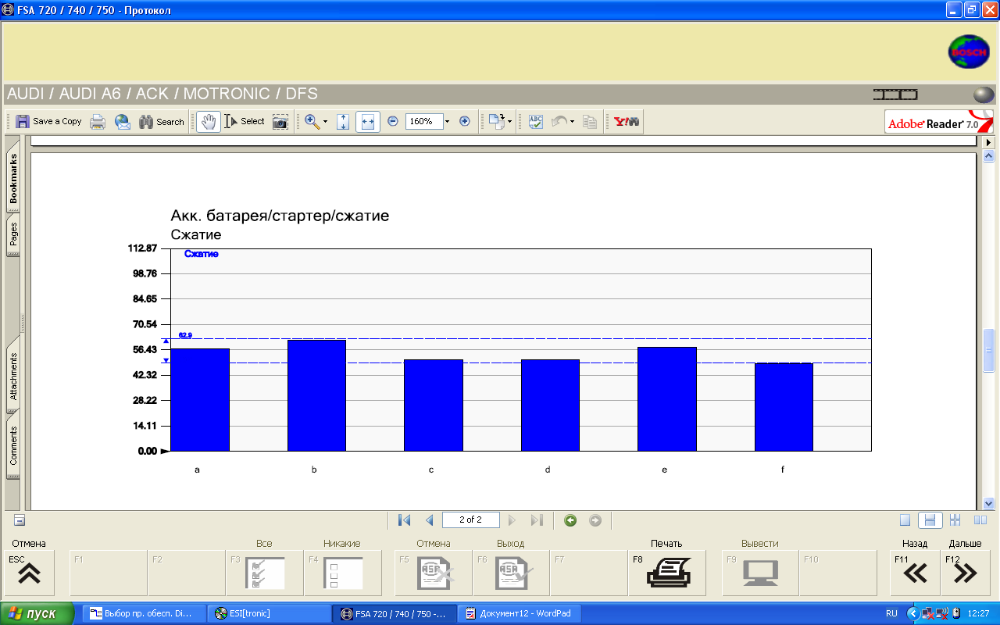 FSA 720 / 740 / 750 - Протокол
BOSCH
AUDI / AUDI A6 / ACK / MOTRONIC / DFS
Save a Copy Search Select 160% ABC Y! Adobe Reader 7.0
Bookmarks
Pages
Attachments
Comments
Акк. батарея/стартер/сжатие
Сжатие
112.87
Сжатие
98.76
84.65
70.54
62.9
56.43
42.32
28.22
14.11
0.00
a b c d e f
2 of 2
Отмена Все Никакие Отмена Выход Печать Вывести Назад Дальше
ESC F1 F2 F3 F4 F5 F6 F7 F8 F9 F10 F11 F12
ASA ASA
пуск Выбор пр. обесп. Di... ESI[tronic] FSA 720 / 740 / 750 -... Документ12 - WordPad RU 12:27